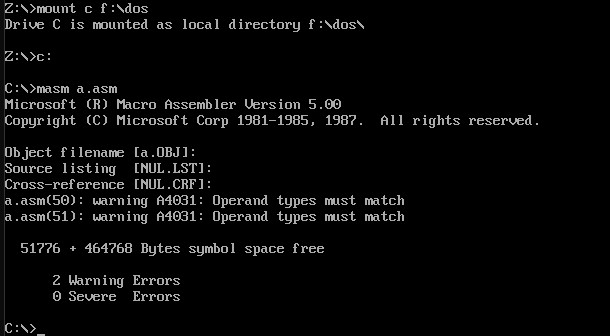 Z:\>mount c f:\dos
Drive C is mounted as local directory f:\dos\
Z:\>c:
C:\>masm a.asm
Microsoft (R) Macro Assembler Version 5.00
Copyright (C) Microsoft Corp 1981-1985, 1987.  All rights reserved.
Object filename [a.OBJ]:
Source listing  [NUL.LST]:
Cross-reference [NUL.CRF]:
a.asm(50): warning A4031: Operand types must match
a.asm(51): warning A4031: Operand types must match
51776 + 464768 Bytes symbol space free
2 Warning Errors
0 Severe  Errors
C:\>_